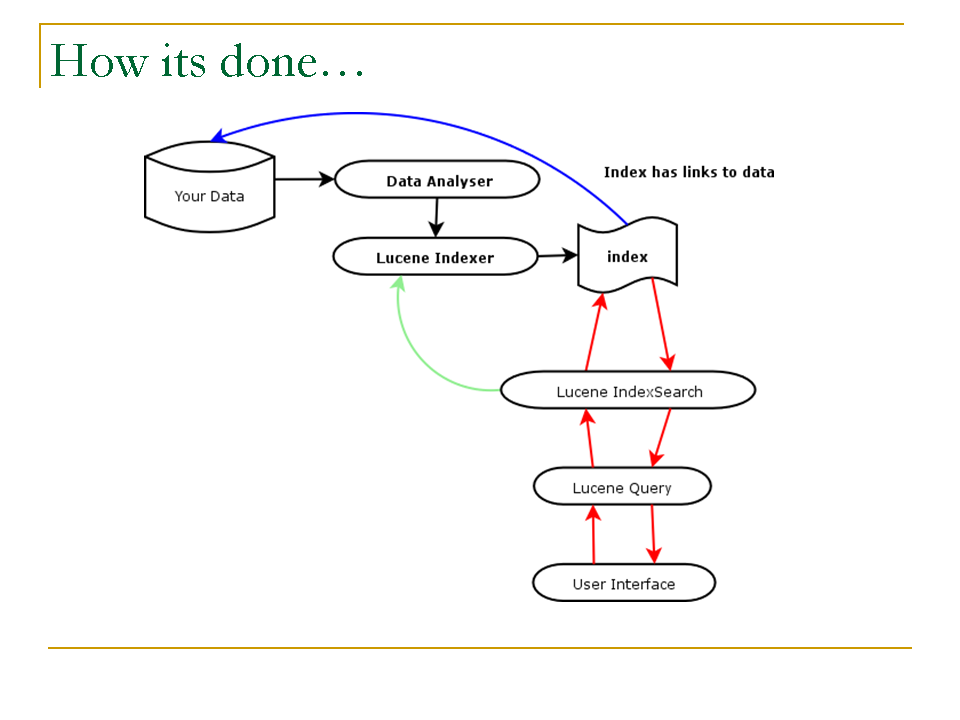 How its done…
Index has links to data
Data Analyser
Your Data
Lucene Indexer
index
Lucene IndexSearch
Lucene Query
User Interface